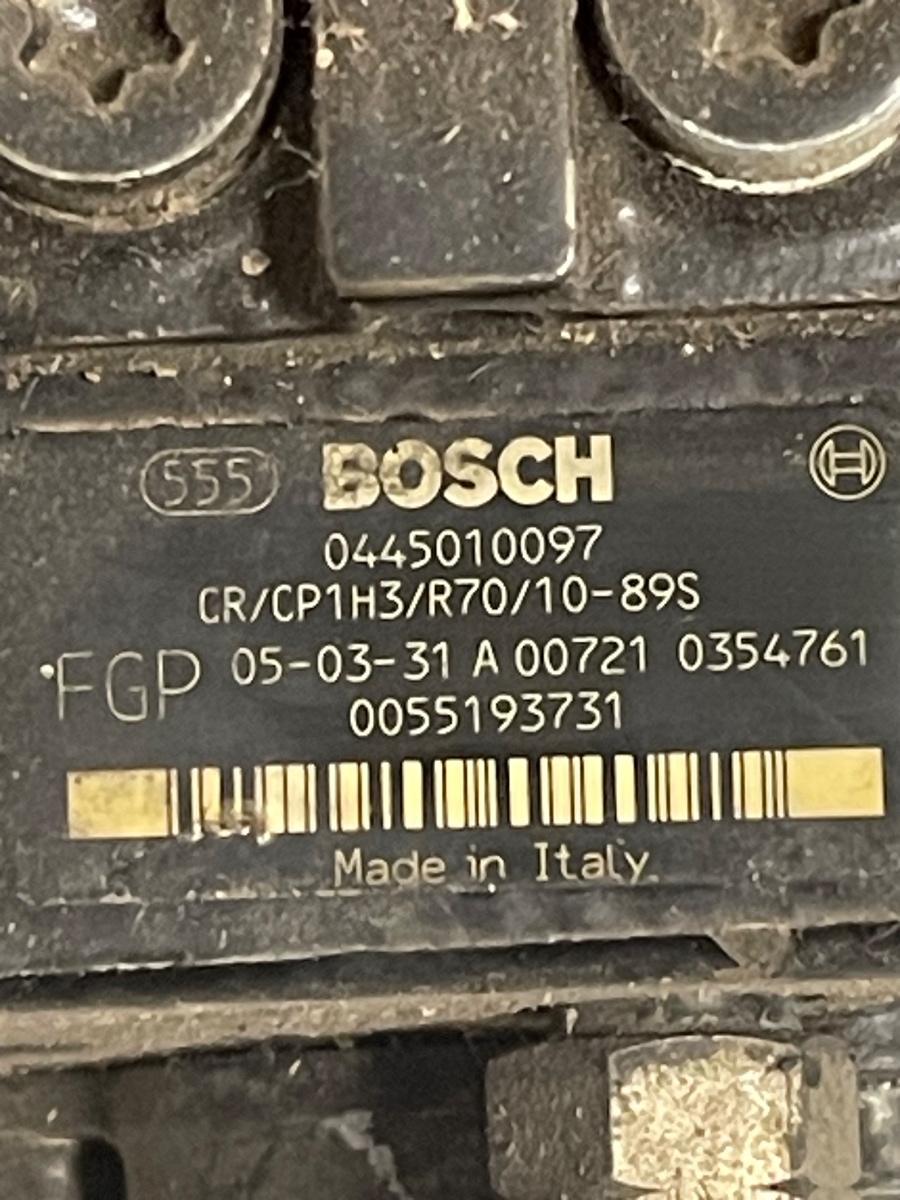 555 BOSCH
0445010097
CR/CP1H3/R70/10-89S
FGP 05-03-31 A 00721 0354761
0055193731
Made in Italy